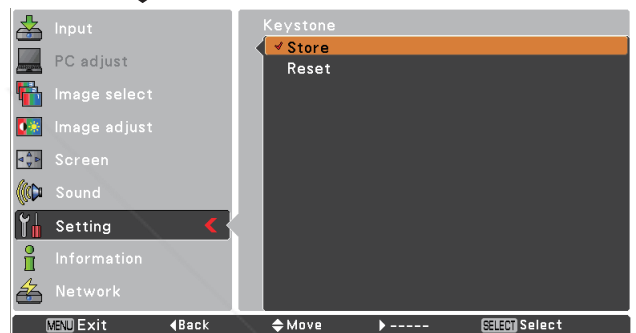 Input
PC adjust
Image select
Image adjust
Screen
Sound
Setting
Information
Network
Keystone
Store
Reset
MENU Exit Back Move ----- SELECT Select